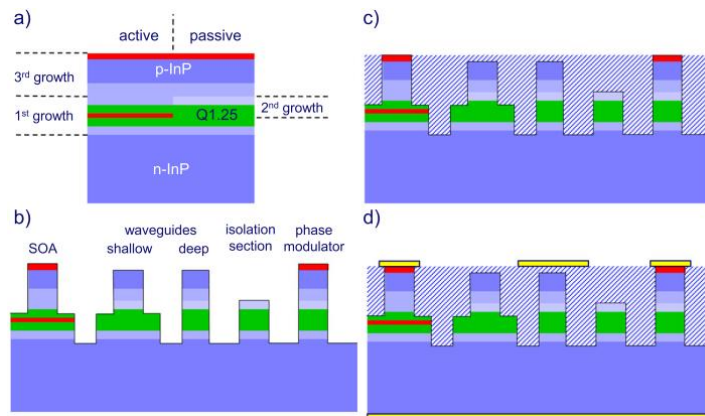 a)
active
passive
3rd growth
p-InP
1st growth
2nd growth
Q1.25
n-InP
b)
waveguides
isolation
phase
SOA
shallow
deep
section
modulator
c)
d)